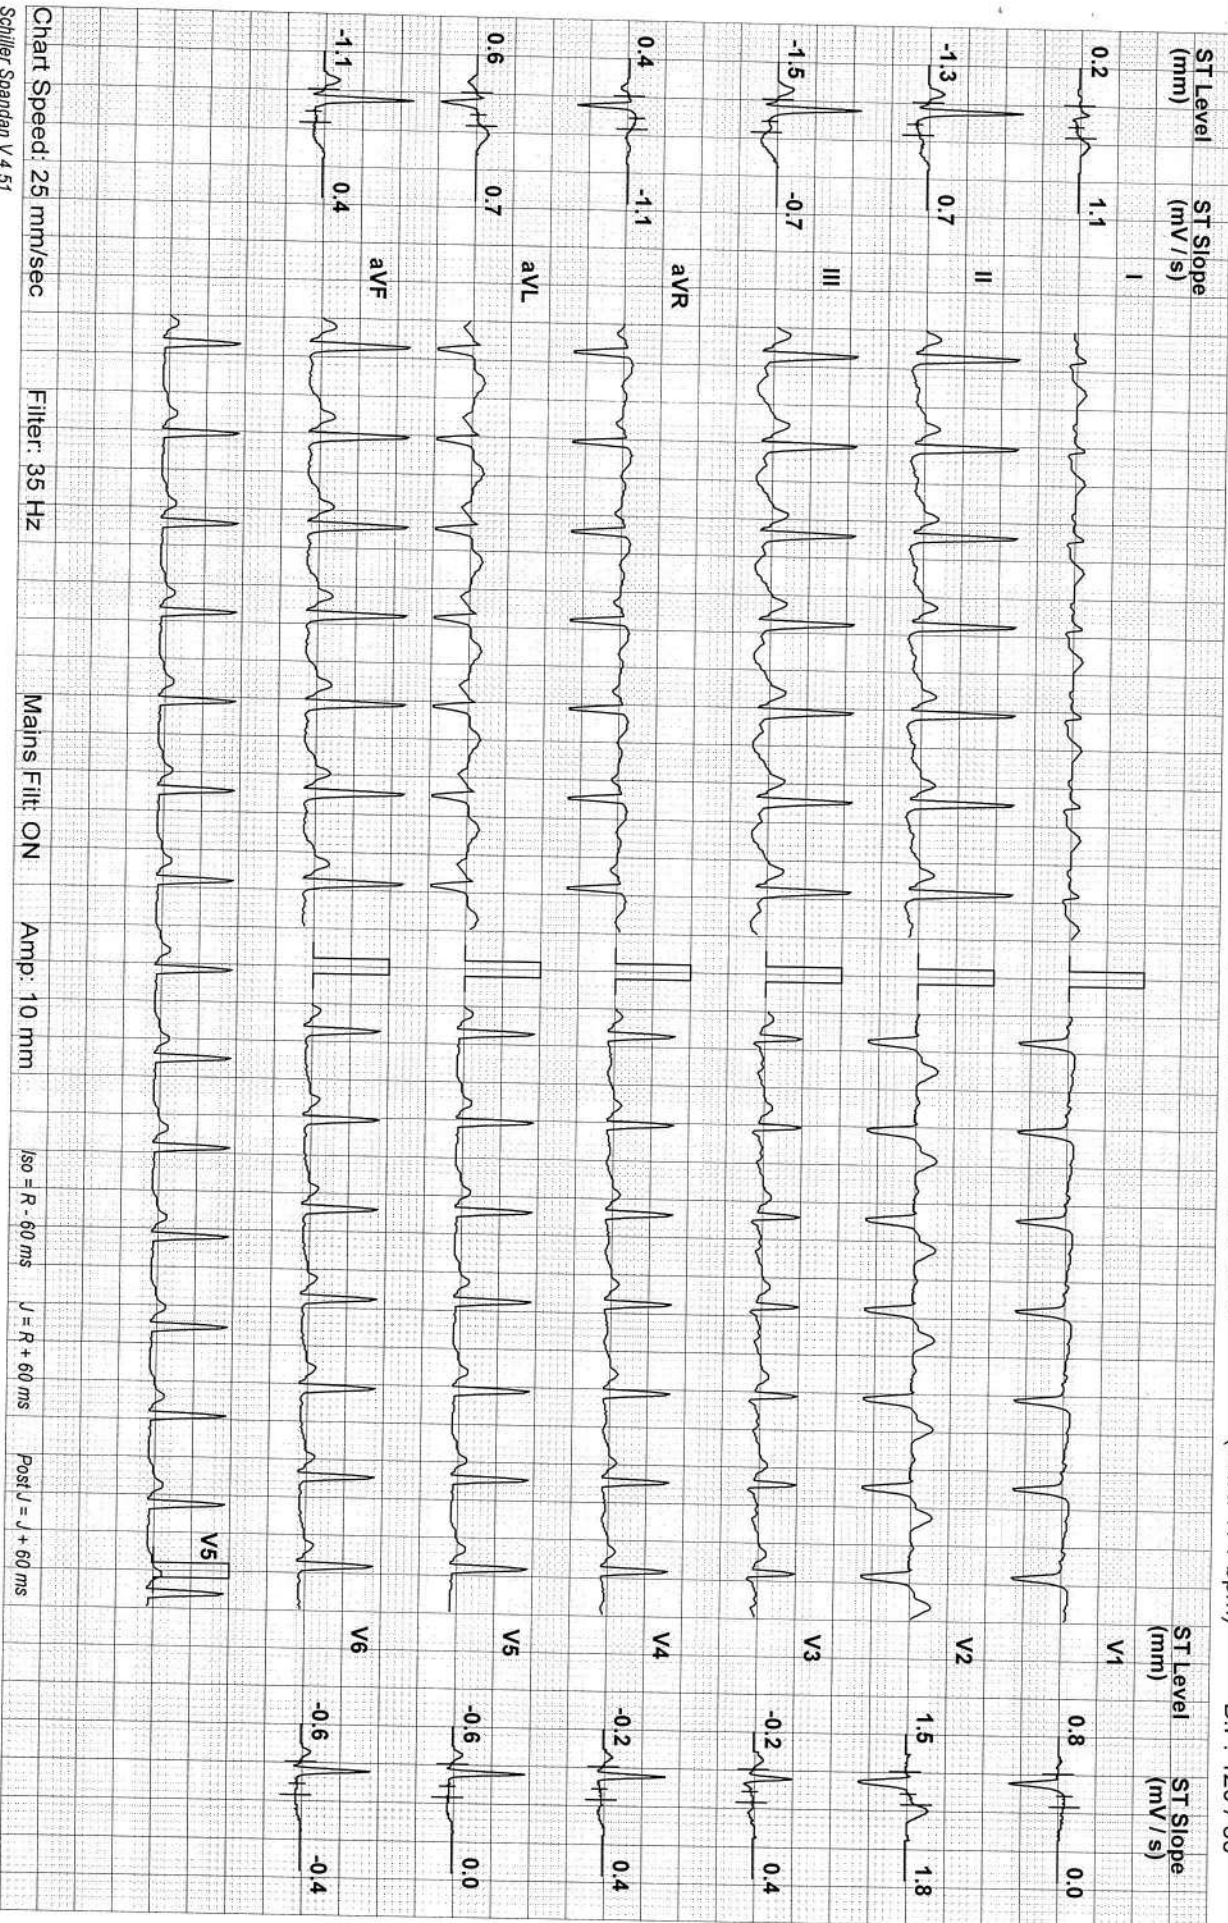 ST Level
(mm)
ST Slope
(mV / s)
I
0.2
1.1
II
-1.3
0.7
III
-1.5
-0.7
aVR
0.4
-1.1
aVL
0.6
0.7
aVF
-1.1
0.4
ST Level
(mm)
ST Slope
(mV / s)
V1
0.8
0.0
V2
1.5
1.8
V3
-0.2
0.4
V4
-0.2
0.4
V5
-0.6
0.0
V6
-0.6
-0.4
V5
Chart Speed: 25 mm/sec Filter: 35 Hz Mains Filt: ON Amp: 10 mm Iso = R - 60 ms J = R + 60 ms Post J = J + 60 ms
Schiller Spandan V 4.51